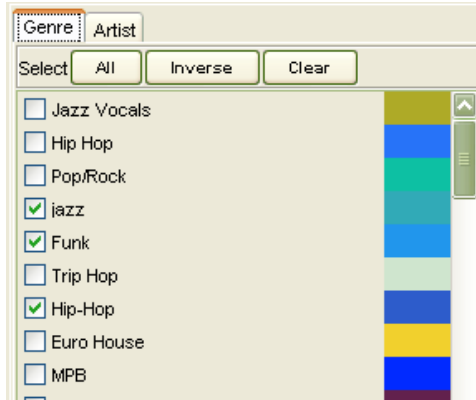 Genre Artist
Select All Inverse Clear
Jazz Vocals
Hip Hop
Pop/Rock
jazz
Funk
Trip Hop
Hip-Hop
Euro House
MPB